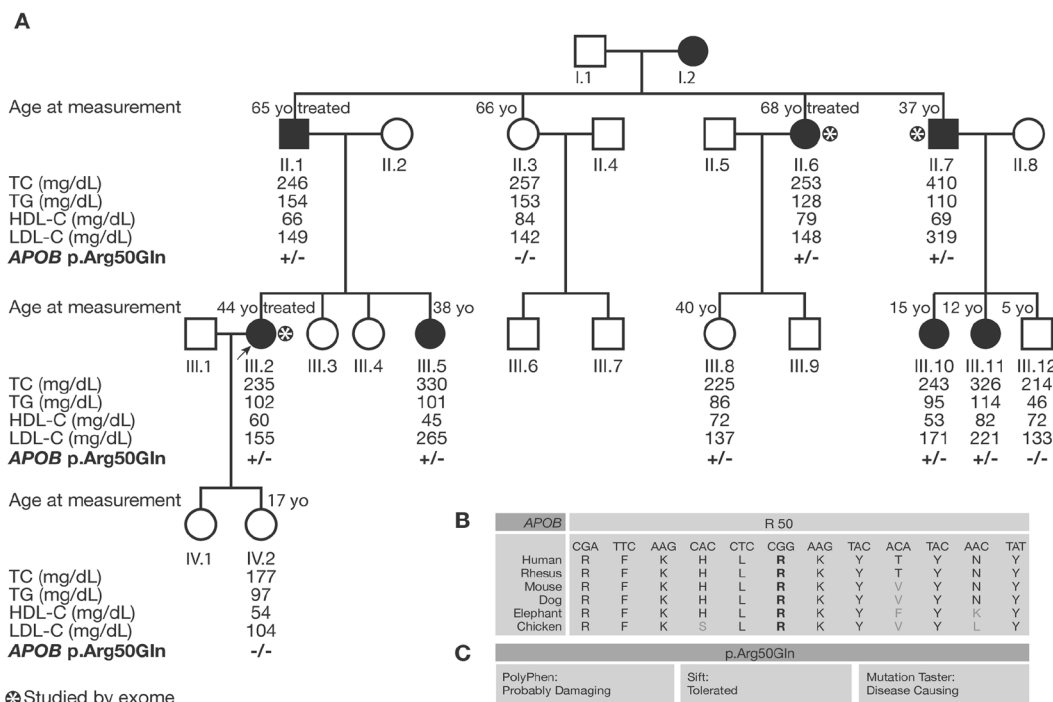 A
I.1 I.2
Age at measurement 65 yo treated 66 yo 68 yo treated 37 yo
II.1 II.2 II.3 II.4 II.5 II.6 II.7 II.8
TC (mg/dL) 246 257 253 410
TG (mg/dL) 154 153 128 110
HDL-C (mg/dL) 66 84 79 69
LDL-C (mg/dL) 149 142 148 319
APOB p.Arg50Gln +/- -/- +/- +/-
Age at measurement 44 yo treated 38 yo 40 yo 15 yo 12 yo 5 yo
III.1 III.2 III.3 III.4 III.5 III.6 III.7 III.8 III.9 III.10 III.11 III.12
TC (mg/dL) 235 330 225 243 326 214
TG (mg/dL) 102 101 86 95 114 46
HDL-C (mg/dL) 60 45 72 53 82 72
LDL-C (mg/dL) 155 265 137 171 221 133
APOB p.Arg50Gln +/- +/- +/- +/- +/- -/-
Age at measurement 17 yo
IV.1 IV.2
TC (mg/dL) 177
TG (mg/dL) 97
HDL-C (mg/dL) 54
LDL-C (mg/dL) 104
APOB p.Arg50Gln -/-
Studied by exome
B
APOB R 50
CGA TTC AAG CAC CTC CGG AAG TAC ACA TAC AAC TAT
Human R F K H L R K Y T Y N Y
Rhesus R F K H L R K Y T Y N Y
Mouse R F K H L R K Y V Y N Y
Dog R F K H L R K Y V Y N Y
Elephant R F K H L R K Y F Y K Y
Chicken R F K S L R K Y V Y L Y
C
p.Arg50Gln
PolyPhen: Sift: Mutation Taster:
Probably Damaging Tolerated Disease Causing